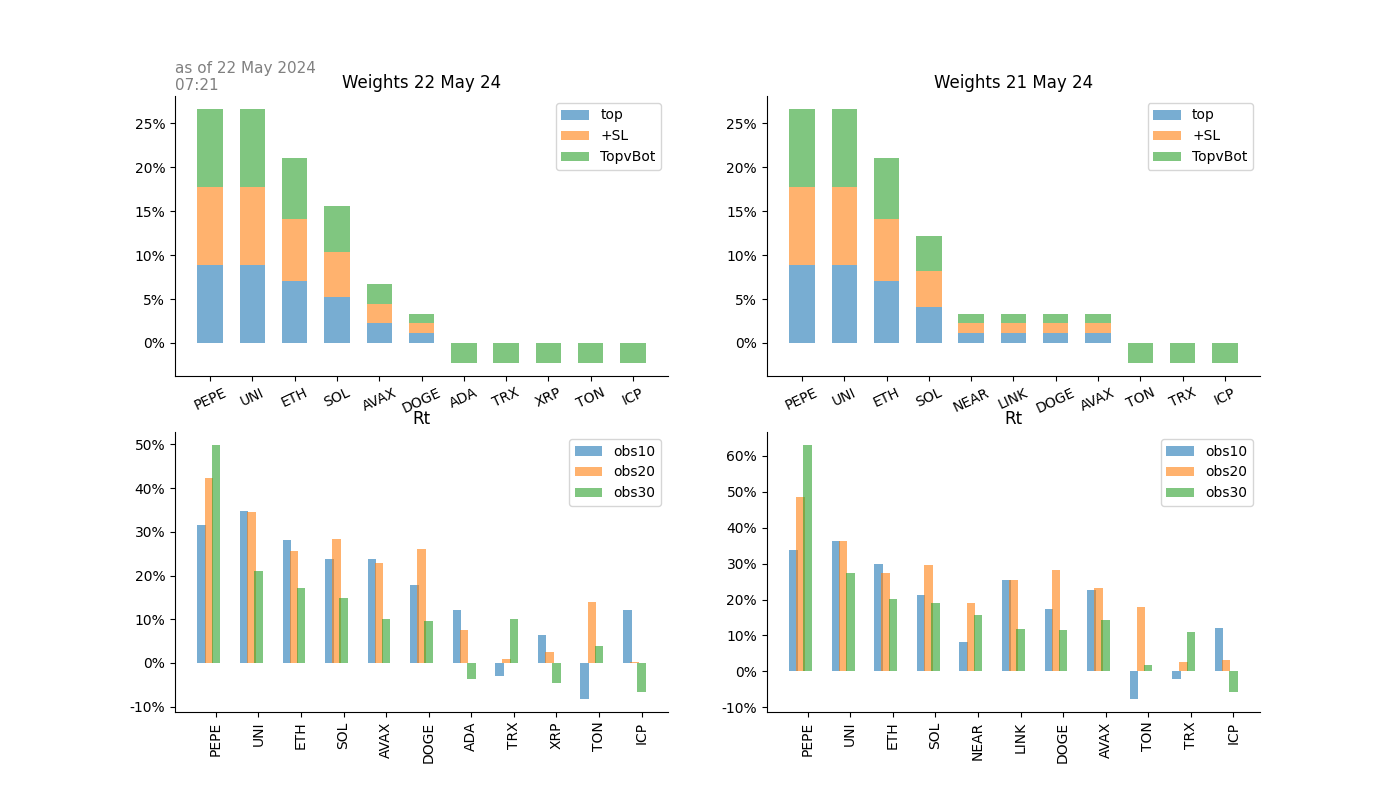 as of 22 May 2024
07:21
Weights 22 May 24
25%
20%
15%
10%
5%
0%
top
+SL
TopvBot
PEPE UNI ETH SOL AVAX DOGE ADA TRX XRP TON ICP
Weights 21 May 24
25%
20%
15%
10%
5%
0%
top
+SL
TopvBot
PEPE UNI ETH SOL NEAR LINK DOGE AVAX TON TRX ICP
Rt
50%
40%
30%
20%
10%
0%
-10%
obs10
obs20
obs30
PEPE UNI ETH SOL AVAX DOGE ADA TRX XRP TON ICP
Rt
60%
50%
40%
30%
20%
10%
0%
-10%
obs10
obs20
obs30
PEPE UNI ETH SOL NEAR LINK DOGE AVAX TON TRX ICP